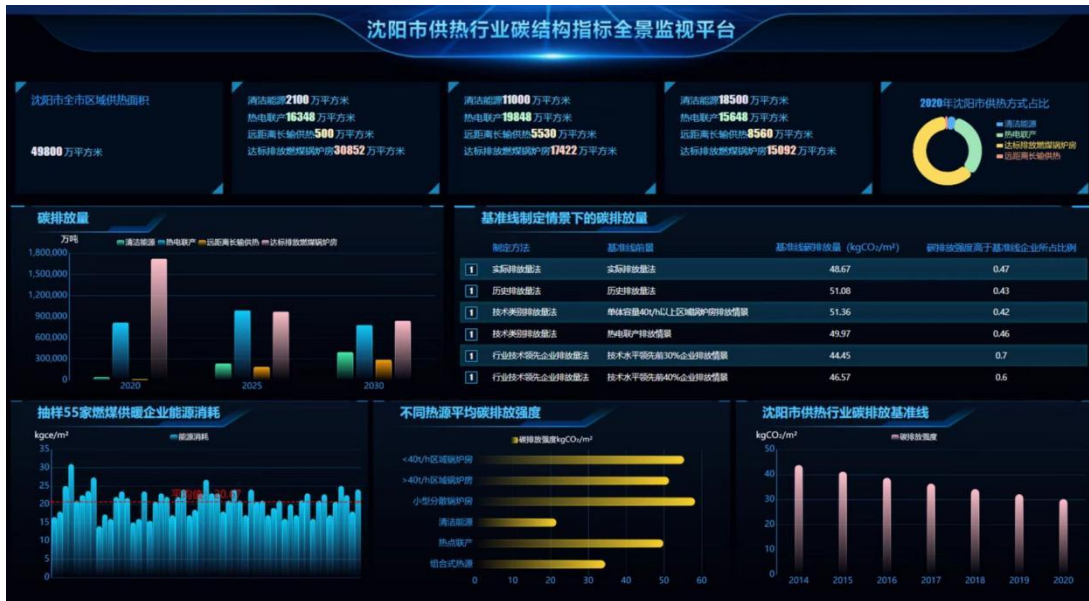 沈阳市供热行业碳结构指标全景监视平台
沈阳市全市区域供热面积
49800 万平方米
清洁能源2100 万平方米
热电联产16348 万平方米
远距离长输供热500 万平方米
达标排放燃煤锅炉房30852 万平方米
清洁能源11000 万平方米
热电联产19848 万平方米
远距离长输供热5530 万平方米
达标排放燃煤锅炉房17422 万平方米
清洁能源18500 万平方米
热电联产15648 万平方米
远距离长输供热8560 万平方米
达标排放燃煤锅炉房15092 万平方米
2020年沈阳市供热方式占比
清洁能源
热电联产
达标排放燃煤锅炉房
远距离长输供热
碳排放量
万吨
清洁能源 热电联产 远距离长输供热 达标排放燃煤锅炉房
1,800,000
1,500,000
1,200,000
900,000
600,000
300,000
0
2020 2025 2030
基准线制定情景下的碳排放量
制定方法 基准线前景 基准线碳排放量（kgCO₂/m²） 碳排放强度高于基准线企业所占比例
1 实际排放量法 实际排放量法 48.67 0.47
1 历史排放量法 历史排放量法 51.08 0.43
1 技术类别排放量法 单体容量40t/h以上区域锅炉房排放情景 51.36 0.42
1 技术类别排放量法 热电联产排放情景 49.97 0.46
1 行业技术领先企业排放量法 技术水平领先前30%企业排放情景 44.45 0.7
1 行业技术领先企业排放量法 技术水平领先前40%企业排放情景 46.57 0.6
抽样55家燃煤供暖企业能源消耗
kgce/m²
能源消耗
35
30
25
20
15
10
5
0
不同热源平均碳排放强度
碳排放强度kgCO₂/m²
<40t/h区域锅炉房
>40t/h区域锅炉房
小型分散锅炉房
清洁能源
热点联产
组合式热源
0 10 20 30 40 50 60
沈阳市供热行业碳排放基准线
kgCO₂/m²
碳排放强度
50
40
30
20
10
0
2014 2015 2016 2017 2018 2019 2020